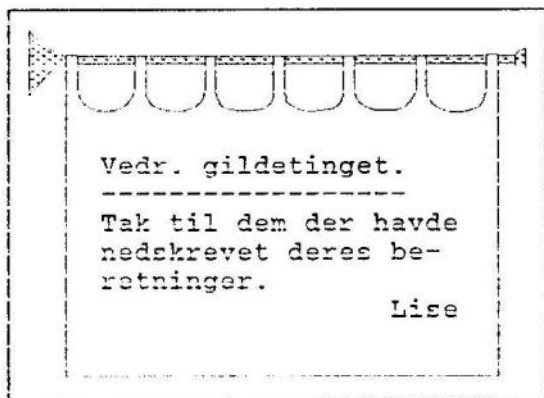 Vedr. gildetinget.
------------------
Tak til dem der havde
nedskrevet deres be-
retninger.
Lise